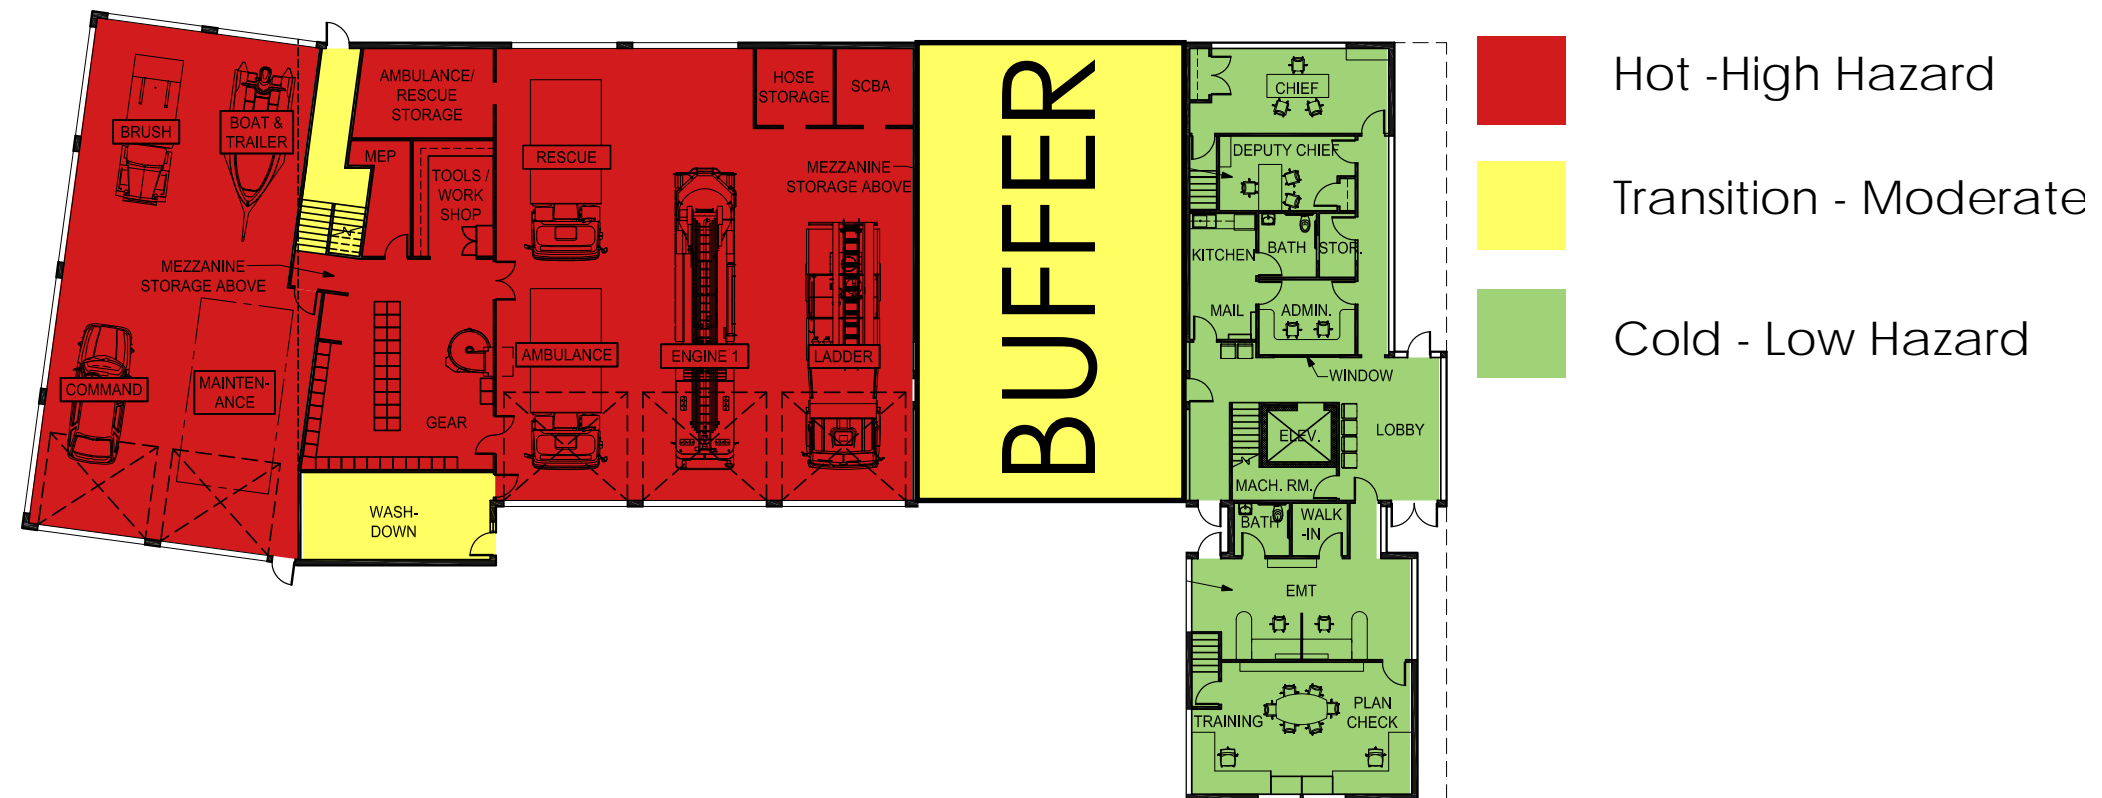 AMBULANCE/
RESCUE
STORAGE
HOSE
STORAGE
SCBA
BRUSH
BOAT &
TRAILER
MEP
TOOLS /
WORK
SHOP
RESCUE
MEZZANINE
STORAGE ABOVE
MEZZANINE
STORAGE ABOVE
COMMAND
MAINTEN-
ANCE
GEAR
AMBULANCE
ENGINE 1
LADDER
WASH-
DOWN
BUFFER
CHIEF
DEPUTY CHIEF
KITCHEN
BATH
STOR.
MAIL
ADMIN.
WINDOW
ELEV.
LOBBY
MACH. RM.
BATH
WALK
-IN
EMT
TRAINING
PLAN
CHECK
Hot -High Hazard
Transition - Moderate
Cold - Low Hazard